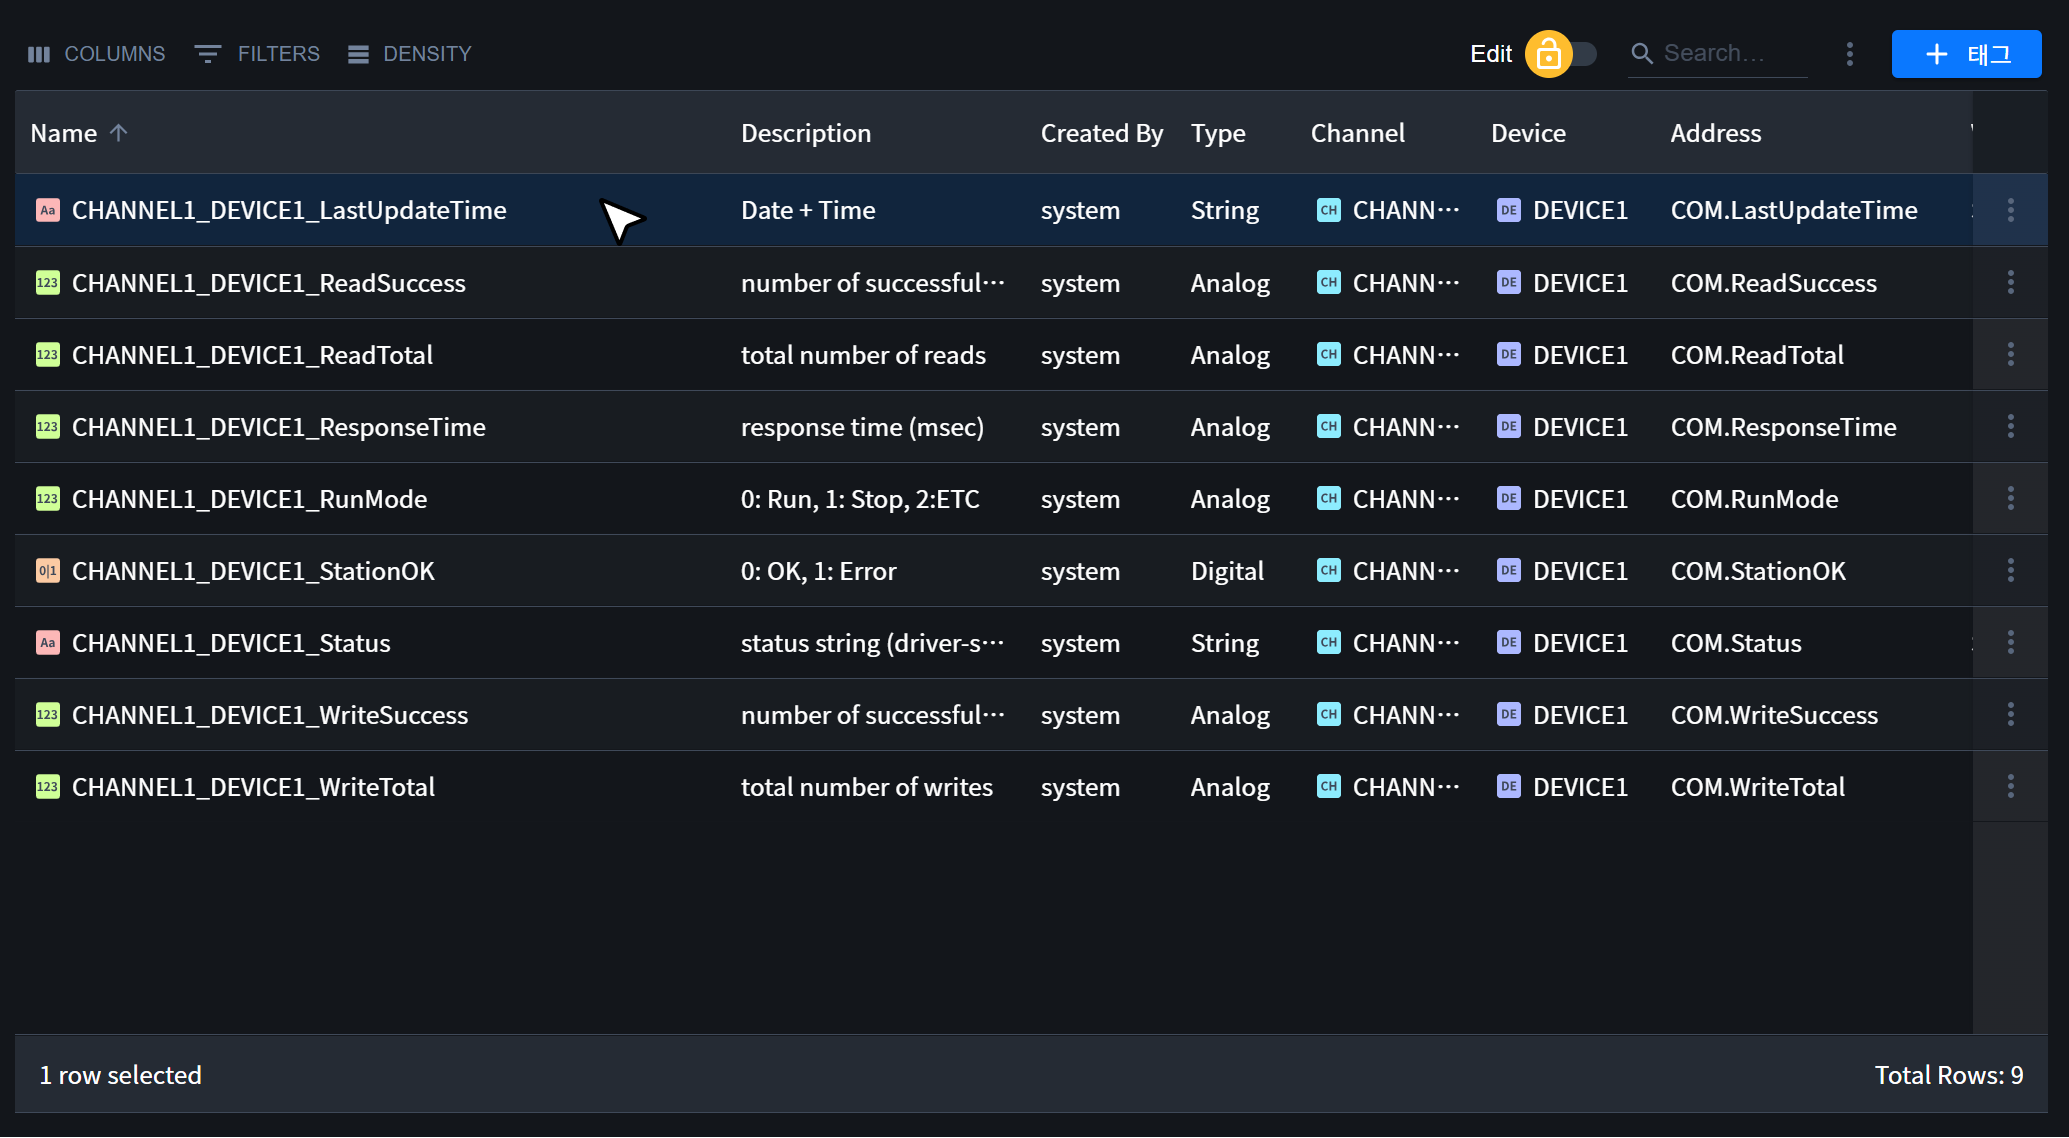 COLUMNS FILTERS DENSITY Edit Search… 태그
Name Description Created By Type Channel Device Address
Aa CHANNEL1_DEVICE1_LastUpdateTime Date + Time system String CH CHANN⋯ DE DEVICE1 COM.LastUpdateTime
123 CHANNEL1_DEVICE1_ReadSuccess number of successful⋯ system Analog CH CHANN⋯ DE DEVICE1 COM.ReadSuccess
123 CHANNEL1_DEVICE1_ReadTotal total number of reads system Analog CH CHANN⋯ DE DEVICE1 COM.ReadTotal
123 CHANNEL1_DEVICE1_ResponseTime response time (msec) system Analog CH CHANN⋯ DE DEVICE1 COM.ResponseTime
123 CHANNEL1_DEVICE1_RunMode 0: Run, 1: Stop, 2:ETC system Analog CH CHANN⋯ DE DEVICE1 COM.RunMode
0|1 CHANNEL1_DEVICE1_StationOK 0: OK, 1: Error system Digital CH CHANN⋯ DE DEVICE1 COM.StationOK
Aa CHANNEL1_DEVICE1_Status status string (driver-s⋯ system String CH CHANN⋯ DE DEVICE1 COM.Status
123 CHANNEL1_DEVICE1_WriteSuccess number of successful⋯ system Analog CH CHANN⋯ DE DEVICE1 COM.WriteSuccess
123 CHANNEL1_DEVICE1_WriteTotal total number of writes system Analog CH CHANN⋯ DE DEVICE1 COM.WriteTotal
1 row selected Total Rows: 9